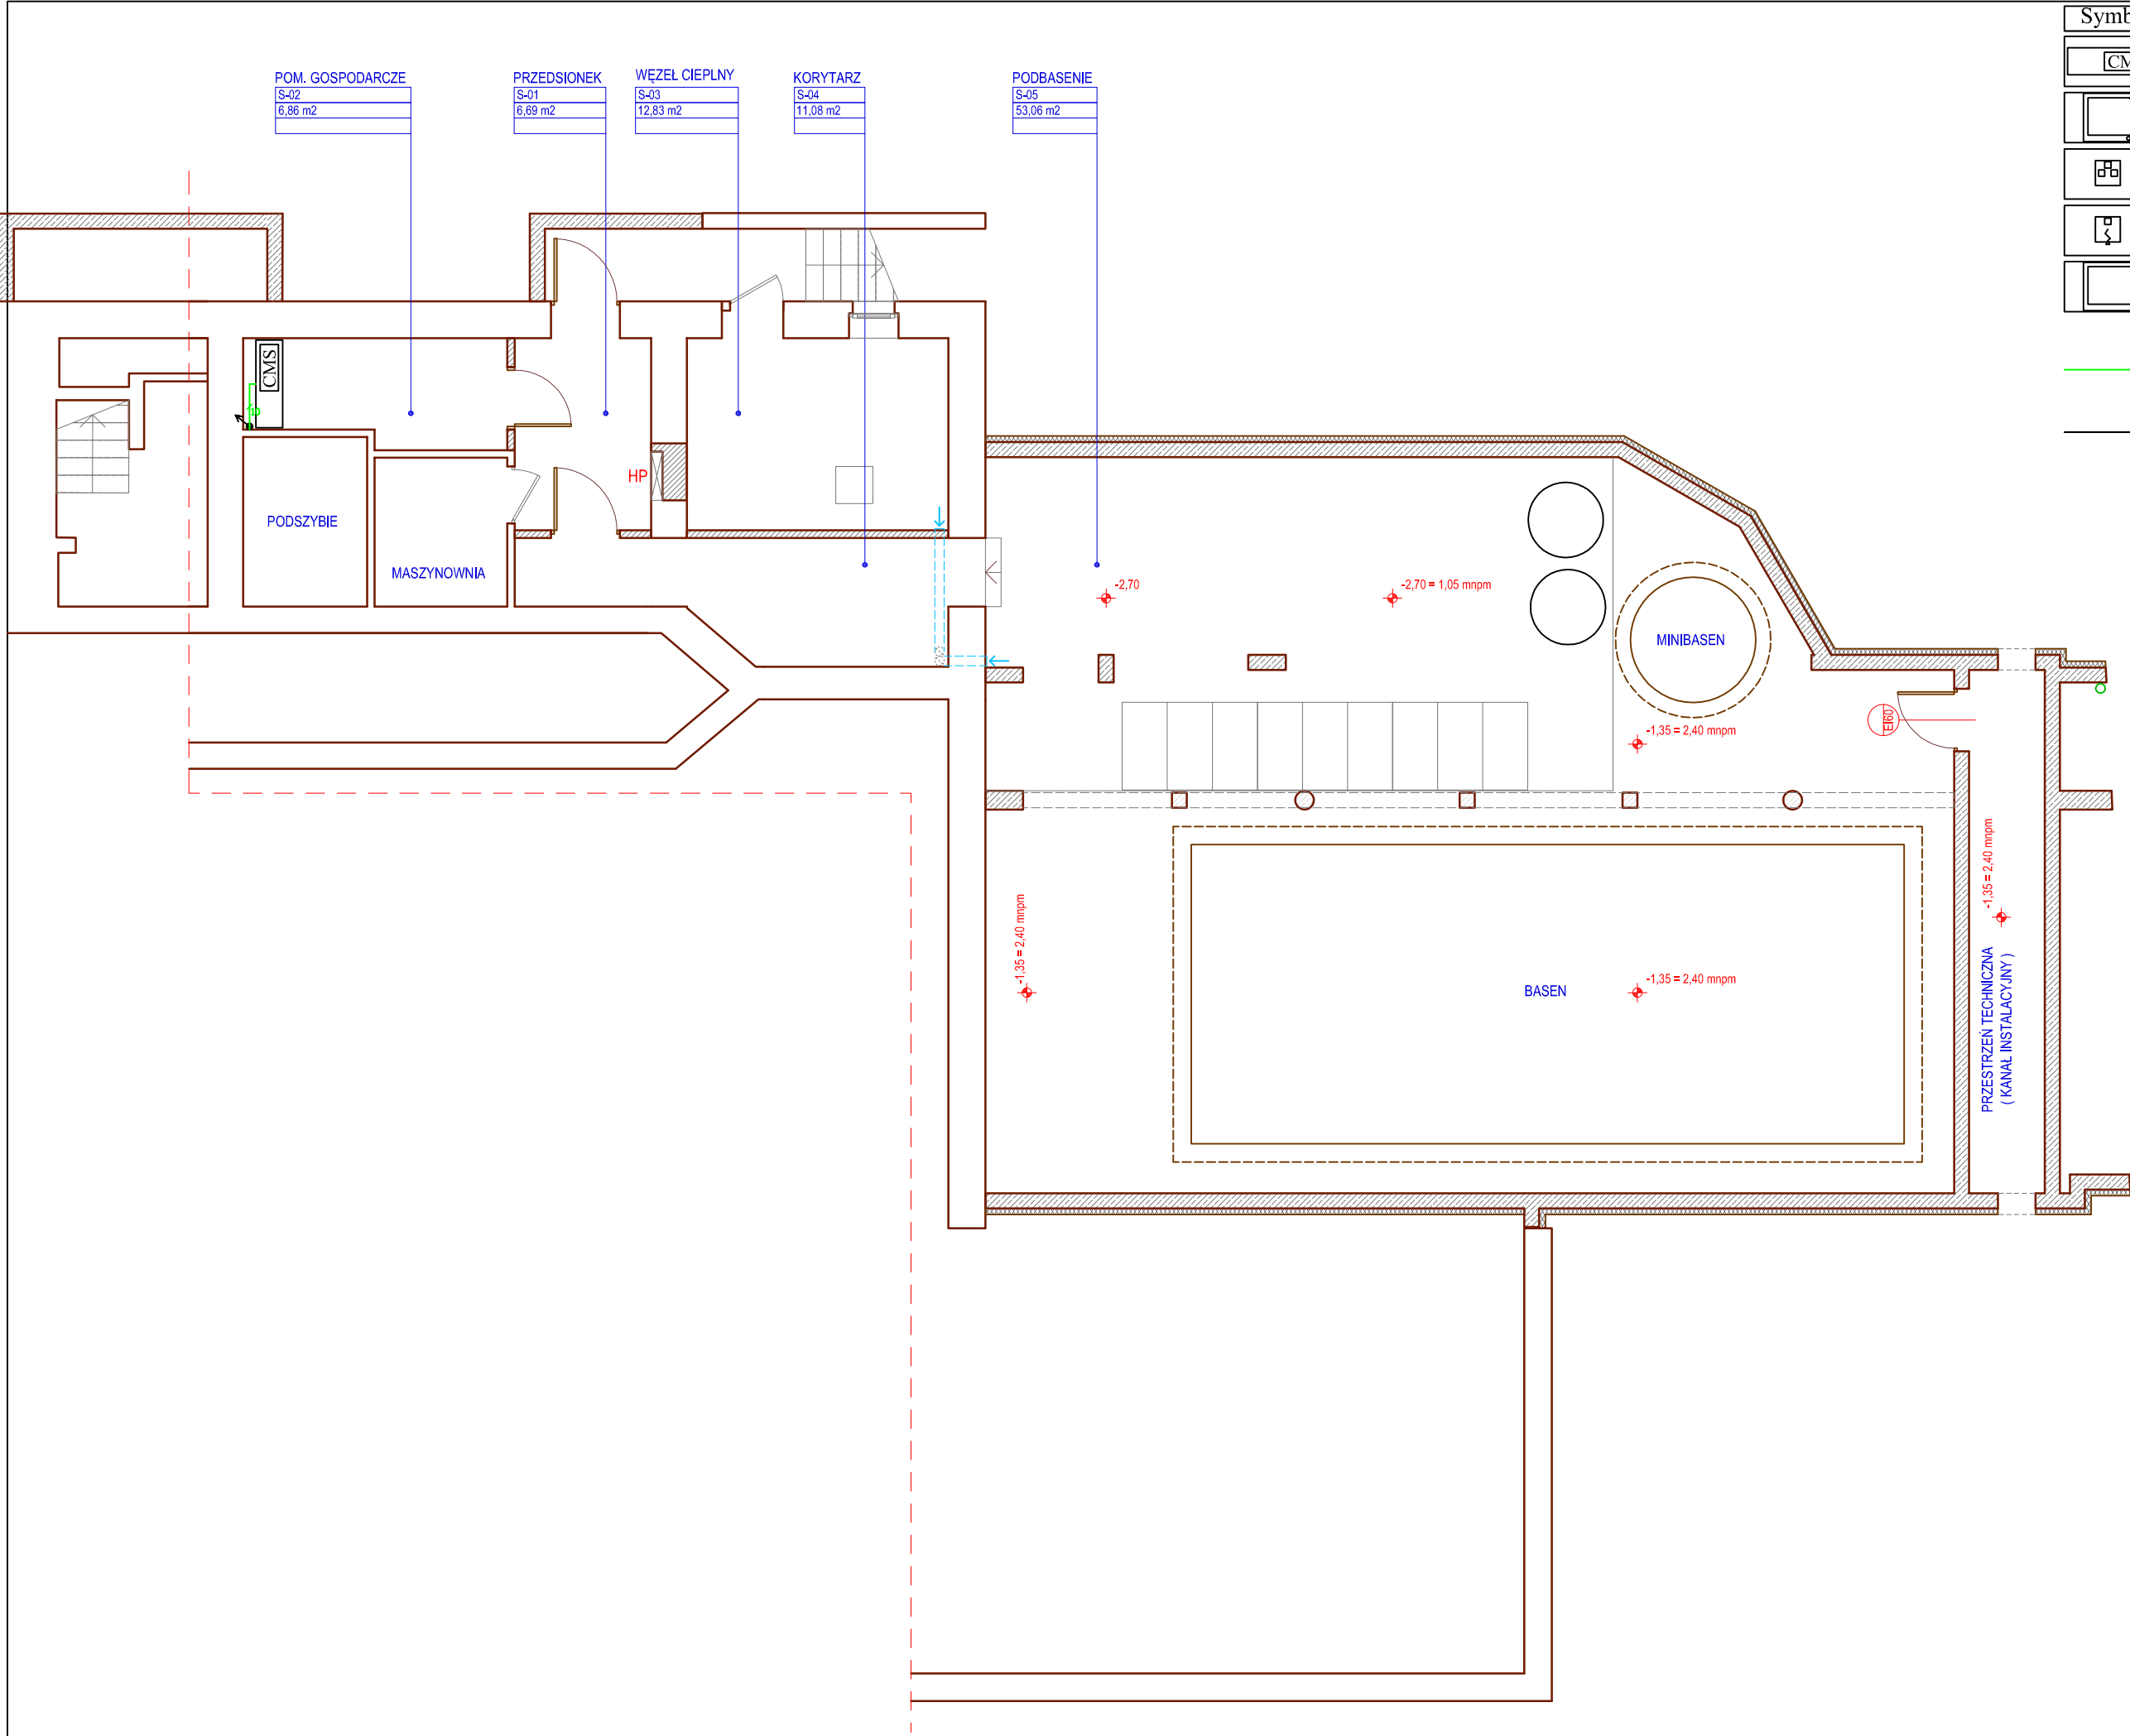 Symb
CM
POM. GOSPODARCZE
S-02
6,86 m2
PRZEDSIONEK
S-01
6,69 m2
WĘZEŁ CIEPLNY
S-03
12,83 m2
KORYTARZ
S-04
11,08 m2
PODBASENIE
S-05
53,06 m2
CMS
HP
PODSZYBIE
MASZYNOWNIA
-2,70
-2,70 = 1,05 mnpm
MINIBASEN
EI60
-1,35 = 2,40 mnpm
-1,35 = 2,40 mnpm
-1,35 = 2,40 mnpm
BASEN
-1,35 = 2,40 mnpm
PRZESTRZEŃ TECHNICZNA
( KANAŁ INSTALACYJNY )